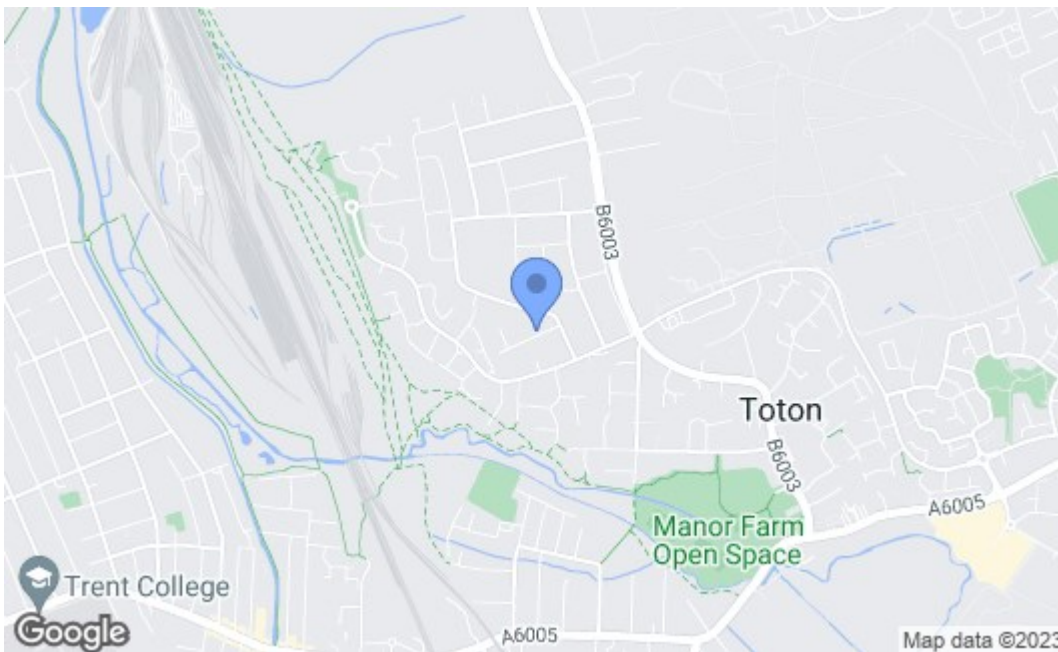 B6003
Toton
B6003
A6005
Manor Farm
Open Space
Trent College
Google
A6005
Map data ©2023